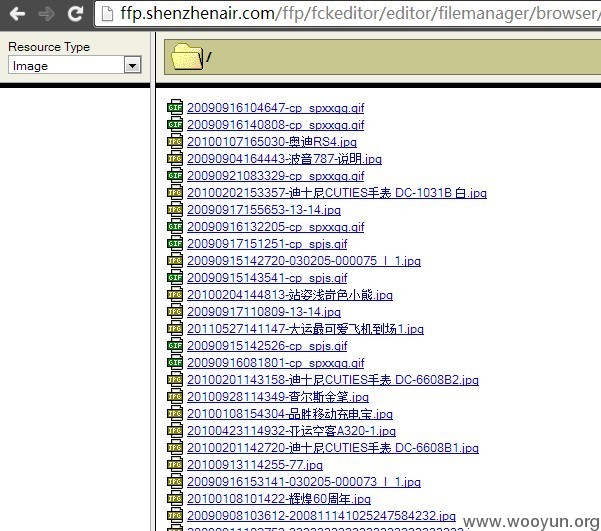 ffp.shenzhenair.com/ffp/fckeditor/editor/filemanager/browser/
Resource Type
Image
/
20090916104647-cp_spxxgg.gif
20090916140808-cp_spxxgg.gif
20100107165030-奥迪RS4.jpg
20090904164443-波音787-说明.jpg
20090921083329-cp_spxxgg.gif
20100202153357-迪士尼CUTIES手表 DC-1031B 白.jpg
20090917155653-13-14.jpg
20090916132205-cp_spxxgg.gif
20090917151251-cp_spjs.gif
20090915142720-030205-000075_l_1.jpg
20090915143541-cp_spjs.gif
20100204144813-站姿浅啡色小熊.jpg
20090917110809-13-14.jpg
20110527141147-大运最可爱飞机到场1.jpg
20090915142526-cp_spjs.gif
20090916081801-cp_spxxgg.gif
20100201143158-迪士尼CUTIES手表 DC-6608B2.jpg
20100928114349-查尔斯金笔.jpg
20100108154304-品胜移动充电宝.jpg
20100423114932-亚运空客A320-1.jpg
20100201142720-迪士尼CUTIES手表 DC-6608B1.jpg
20100913114255-77.jpg
20090916153141-030205-000073_l_1.jpg
20100108101422-辉煌60周年.jpg
20090908103612-200811141025247584232.jpg
www.wooyun.org